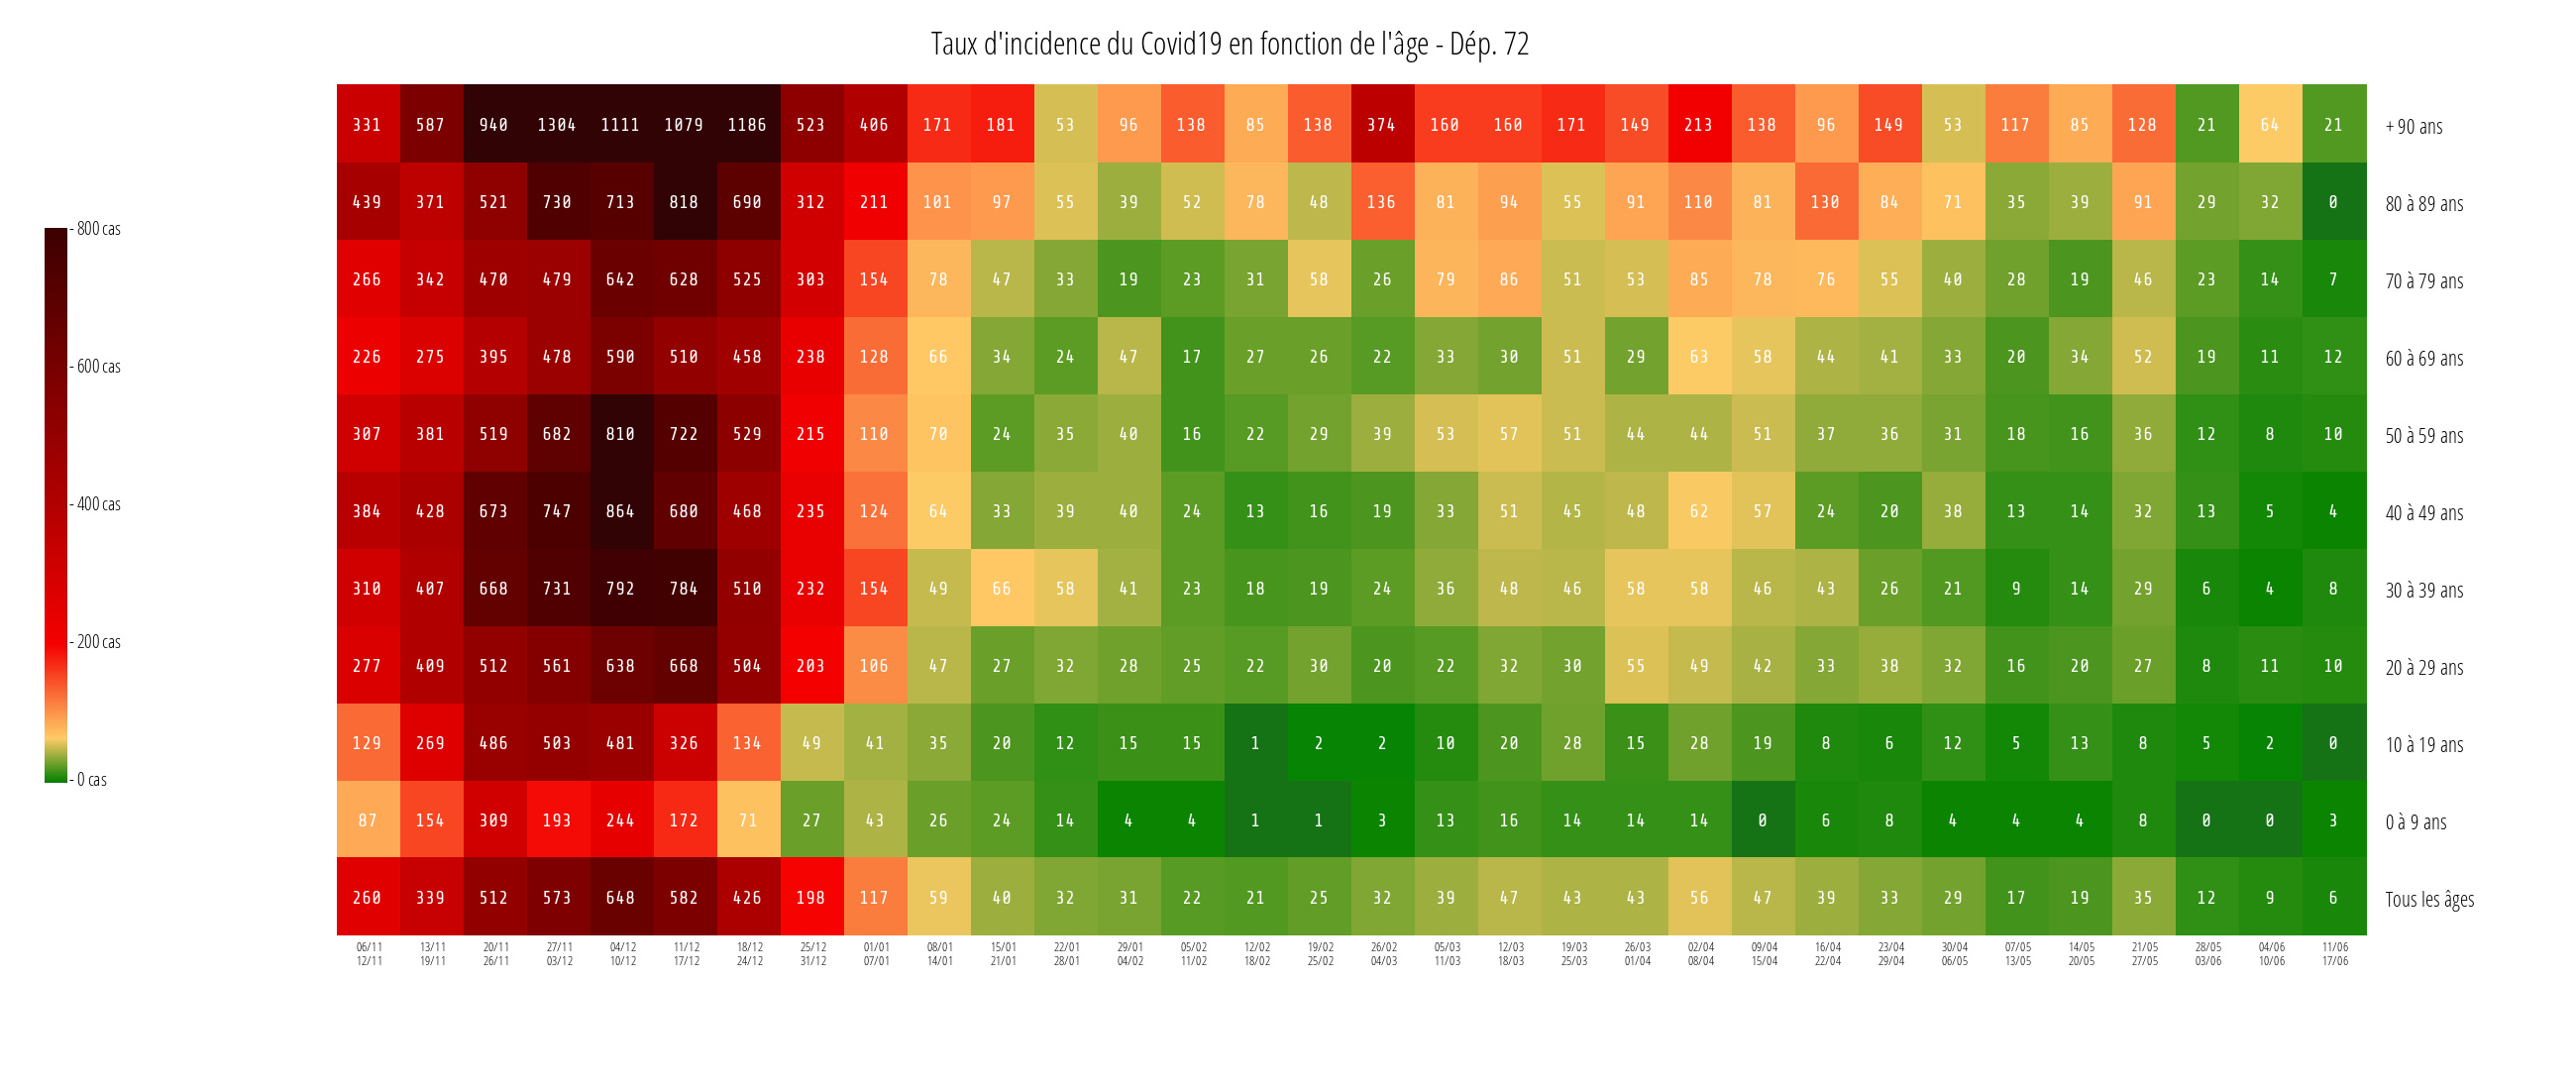 Taux d'incidence du Covid19 en fonction de l'âge - Dép. 72
331 587 940 1304 1111 1079 1186 523 406 171 181 53 96 138 85 138 374 160 160 171 149 213 138 96 149 53 117 85 128 21 64 21 + 90 ans
439 371 521 730 713 818 690 312 211 101 97 55 39 52 78 48 136 81 94 55 91 110 81 130 84 71 35 39 91 29 32 0 80 à 89 ans
266 342 470 479 642 628 525 303 154 78 47 33 19 23 31 58 26 79 86 51 53 85 78 76 55 40 28 19 46 23 14 7 70 à 79 ans
226 275 395 478 590 510 458 238 128 66 34 24 47 17 27 26 22 33 30 51 29 63 58 44 41 33 20 34 52 19 11 12 60 à 69 ans
307 381 519 682 810 722 529 215 110 70 24 35 40 16 22 29 39 53 57 51 44 44 51 37 36 31 18 16 36 12 8 10 50 à 59 ans
384 428 673 747 864 680 468 235 124 64 33 39 40 24 13 16 19 33 51 45 48 62 57 24 20 38 13 14 32 13 5 4 40 à 49 ans
310 407 668 731 792 784 510 232 154 49 66 58 41 23 18 19 24 36 48 46 58 58 46 43 26 21 9 14 29 6 4 8 30 à 39 ans
277 409 512 561 638 668 504 203 106 47 27 32 28 25 22 30 20 22 32 30 55 49 42 33 38 32 16 20 27 8 11 10 20 à 29 ans
129 269 486 503 481 326 134 49 41 35 20 12 15 15 1 2 2 10 20 28 15 28 19 8 6 12 5 13 8 5 2 0 10 à 19 ans
87 154 309 193 244 172 71 27 43 26 24 14 4 4 1 1 3 13 16 14 14 14 0 6 8 4 4 4 8 0 0 3 0 à 9 ans
260 339 512 573 648 582 426 198 117 59 40 32 31 22 21 25 32 39 47 43 43 56 47 39 33 29 17 19 35 12 9 6 Tous les âges
06/11 13/11 20/11 27/11 04/12 11/12 18/12 25/12 01/01 08/01 15/01 22/01 29/01 05/02 12/02 19/02 26/02 05/03 12/03 19/03 26/03 02/04 09/04 16/04 23/04 30/04 07/05 14/05 21/05 28/05 04/06 11/06
12/11 19/11 26/11 03/12 10/12 17/12 24/12 31/12 07/01 14/01 21/01 28/01 04/02 11/02 18/02 25/02 04/03 11/03 18/03 25/03 01/04 08/04 15/04 22/04 29/04 06/05 13/05 20/05 27/05 03/06 10/06 17/06
- 800 cas
- 600 cas
- 400 cas
- 200 cas
- 0 cas